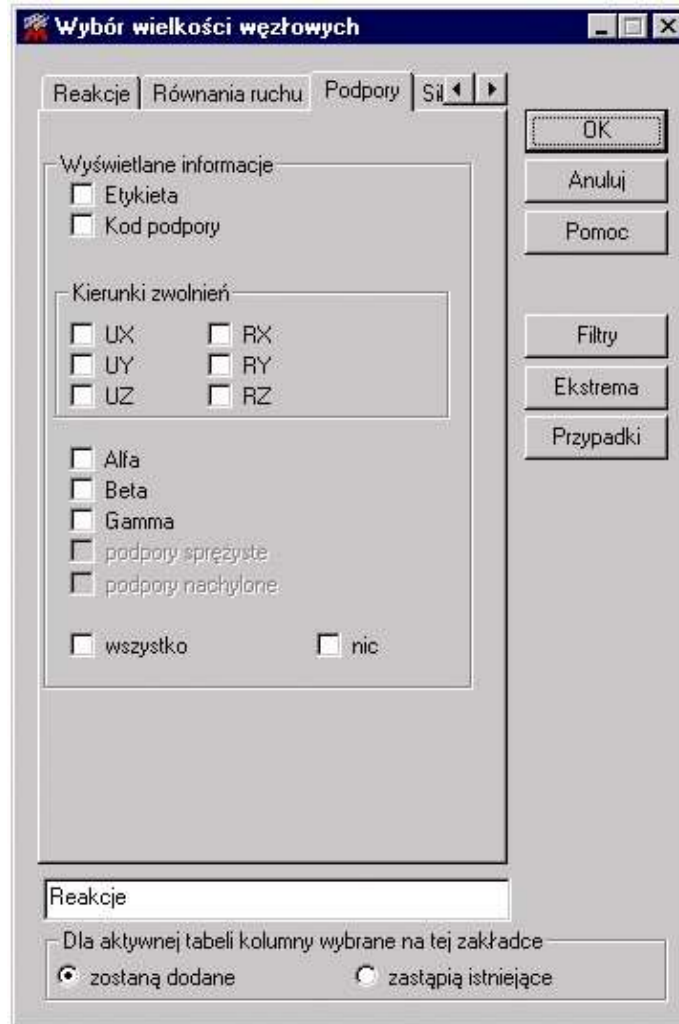 Wybór wielkości węzłowych
Reakcje Równania ruchu Podpory
OK
Anuluj
Pomoc
Filtry
Ekstrema
Przypadki
Wyświetlane informacje
Etykieta
Kod podpory
Kierunki zwolnień
UX RX
UY RY
UZ RZ
Alfa
Beta
Gamma
podpory sprężyste
podpory nachylone
wszystko nic
Reakcje
Dla aktywnej tabeli kolumny wybrane na tej zakładce
zostaną dodane zastąpią istniejące